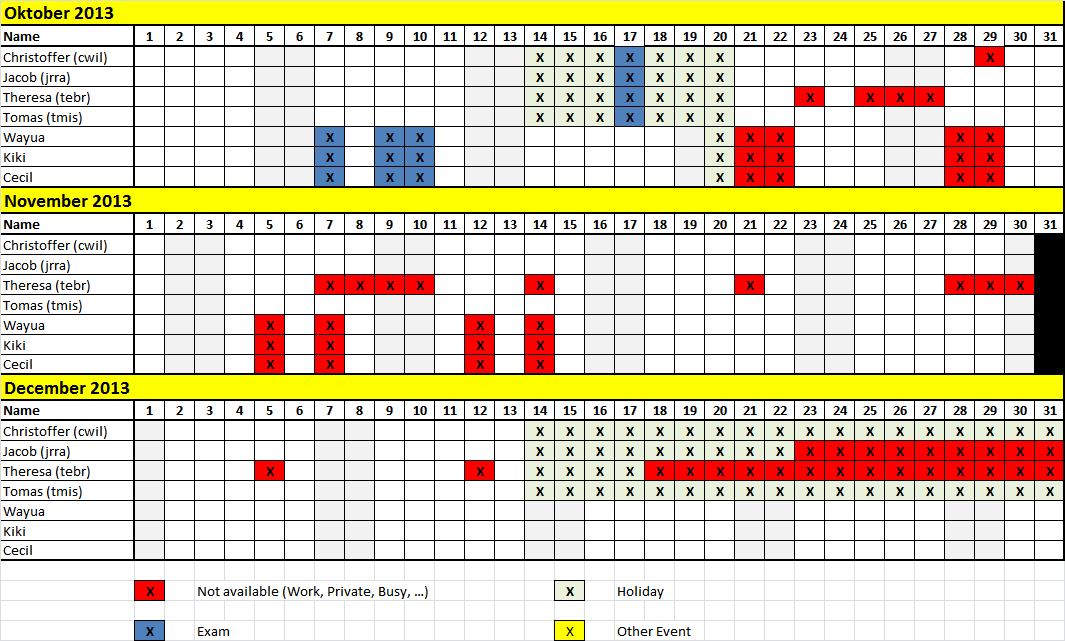 Oktober 2013
Name 1 2 3 4 5 6 7 8 9 10 11 12 13 14 15 16 17 18 19 20 21 22 23 24 25 26 27 28 29 30 31
Christoffer (cwil) X X X X X X X X
Jacob (jrra) X X X X X X X
Theresa (tebr) X X X X X X X X X X X
Tomas (tmis) X X X X X X X
Wayua X X X X X X X X
Kiki X X X X X X X X
Cecil X X X X X X X X
November 2013
Name 1 2 3 4 5 6 7 8 9 10 11 12 13 14 15 16 17 18 19 20 21 22 23 24 25 26 27 28 29 30 31
Christoffer (cwil)
Jacob (jrra)
Theresa (tebr) X X X X X X X X X
Tomas (tmis)
Wayua X X X X
Kiki X X X X
Cecil X X X X
December 2013
Name 1 2 3 4 5 6 7 8 9 10 11 12 13 14 15 16 17 18 19 20 21 22 23 24 25 26 27 28 29 30 31
Christoffer (cwil) X X X X X X X X X X X X X X X X X X
Jacob (jrra) X X X X X X X X X X X X X X X X X X
Theresa (tebr) X X X X X X X X X X X X X X X X X X X X
Tomas (tmis) X X X X X X X X X X X X X X X X X X
Wayua
Kiki
Cecil
X Not available (Work, Private, Busy, ...) X Holiday
X Exam X Other Event